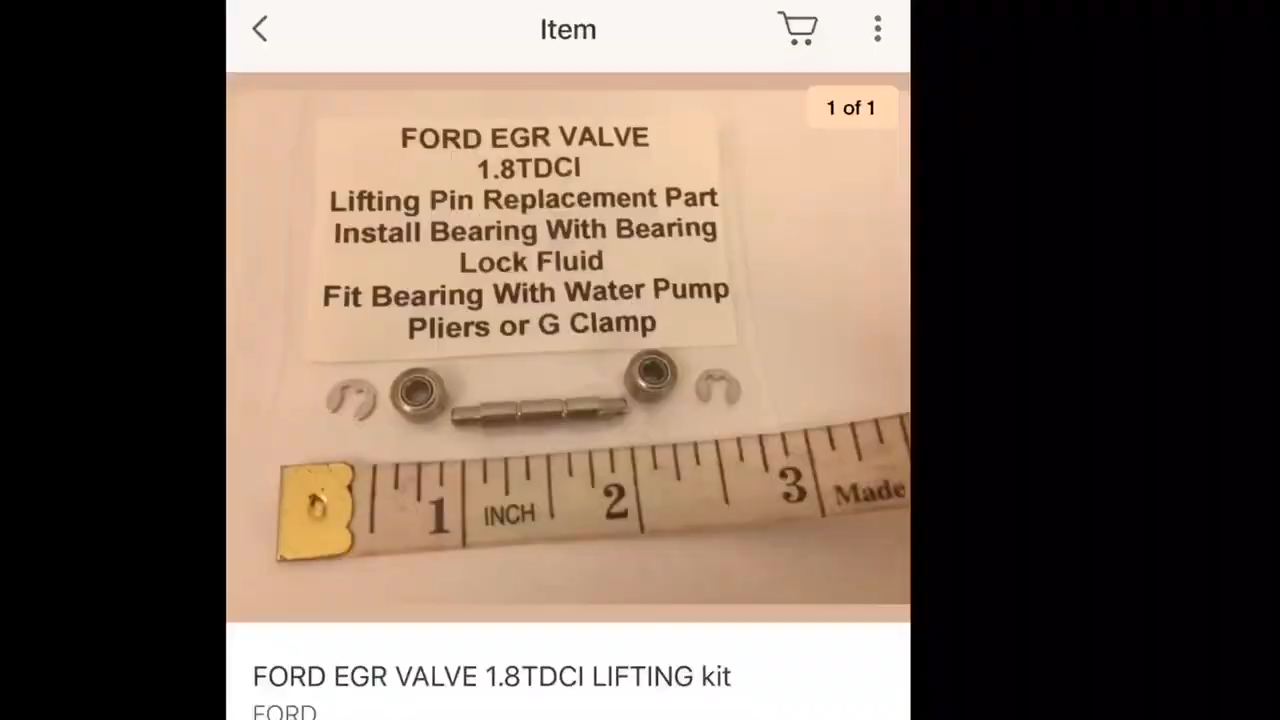 Item
1 of 1
FORD EGR VALVE
1.8TDCI
Lifting Pin Replacement Part
Install Bearing With Bearing
Lock Fluid
Fit Bearing With Water Pump
Pliers or G Clamp
1 INCH 2 3 Made
FORD EGR VALVE 1.8TDCI LIFTING kit
FORD